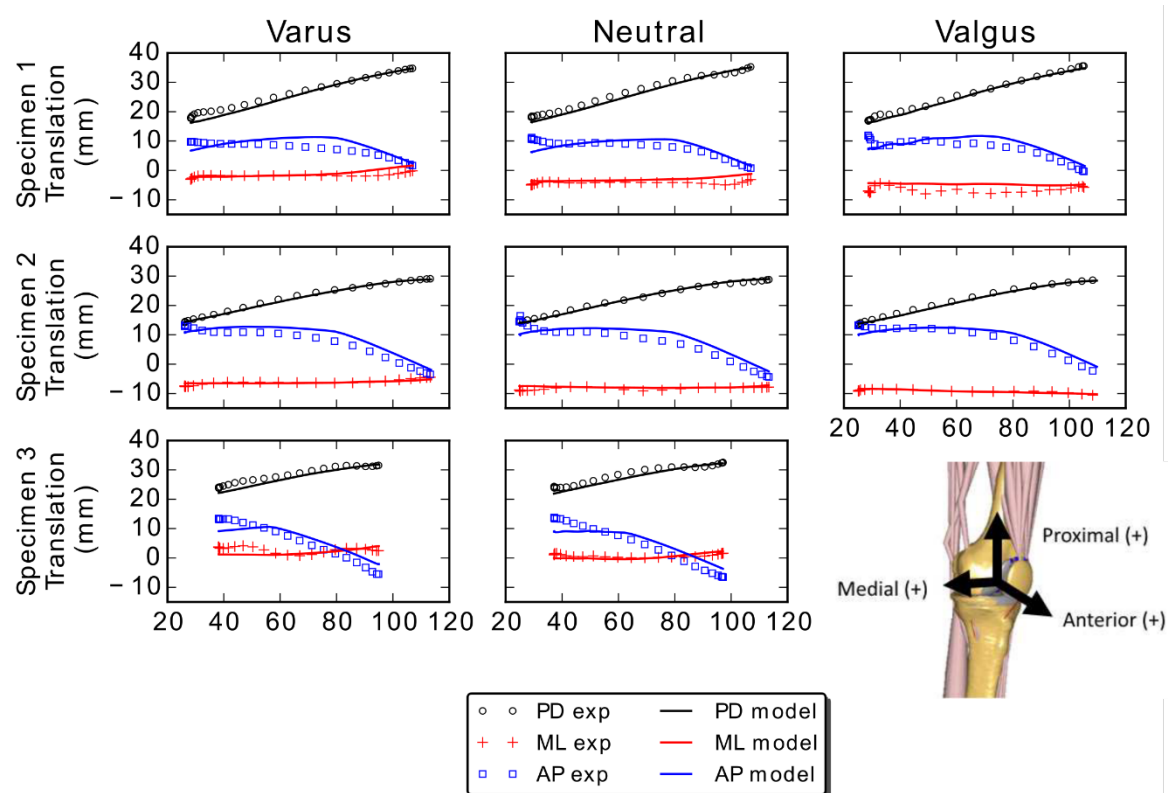 Varus
Neutral
Valgus
Specimen 1
Translation
(mm)
40
30
20
10
0
− 10
Specimen 2
Translation
(mm)
40
30
20
10
0
− 10
20 40 60 80 100 120
Specimen 3
Translation
(mm)
40
30
20
10
0
− 10
20 40 60 80 100 120
20 40 60 80 100 120
Proximal (+)
Medial (+)
Anterior (+)
PD exp
PD model
ML exp
ML model
AP exp
AP model